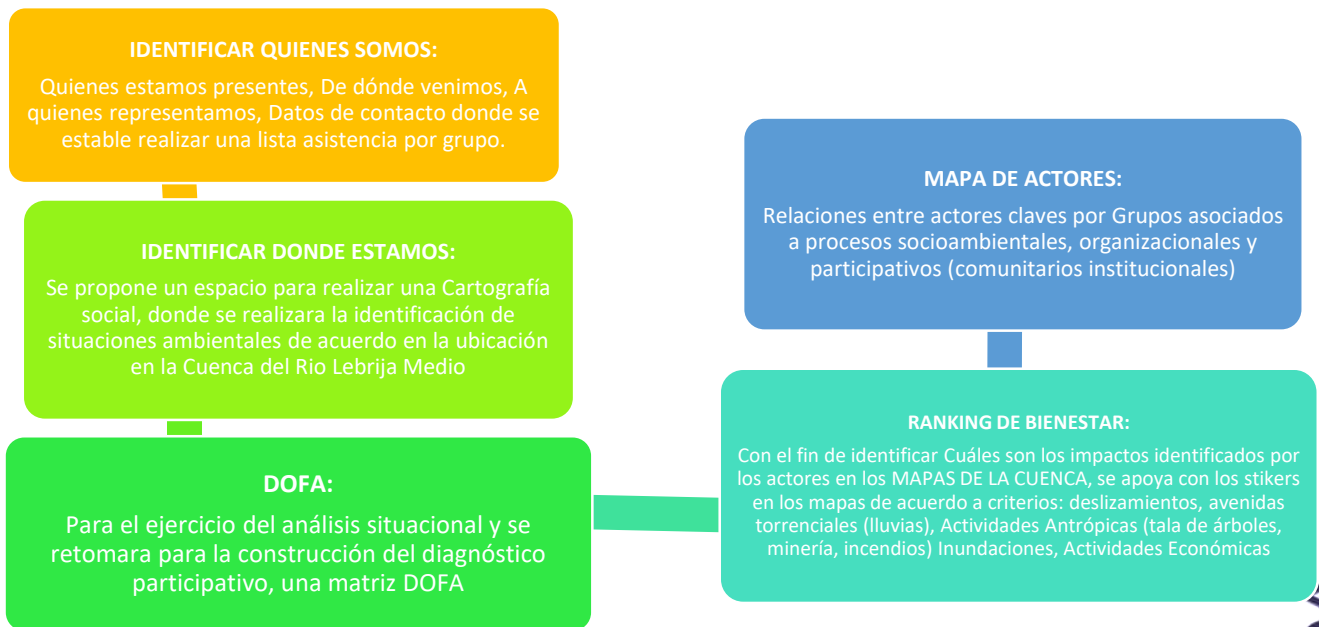 IDENTIFICAR QUIENES SOMOS:
Quienes estamos presentes, De dónde venimos, A
quienes representamos, Datos de contacto donde se
estable realizar una lista asistencia por grupo.
IDENTIFICAR DONDE ESTAMOS:
Se propone un espacio para realizar una Cartografía
social, donde se realizara la identificación de
situaciones ambientales de acuerdo en la ubicación
en la Cuenca del Rio Lebrija Medio
DOFA:
Para el ejercicio del análisis situacional y se
retomara para la construcción del diagnóstico
participativo, una matriz DOFA
RANKING DE BIENESTAR:
Con el fin de identificar Cuáles son los impactos identificados por
los actores en los MAPAS DE LA CUENCA, se apoya con los stikers
en los mapas de acuerdo a criterios: deslizamientos, avenidas
torrenciales (lluvias), Actividades Antrópicas (tala de árboles,
minería, incendios) Inundaciones, Actividades Económicas
MAPA DE ACTORES:
Relaciones entre actores claves por Grupos asociados
a procesos socioambientales, organizacionales y
participativos (comunitarios institucionales)